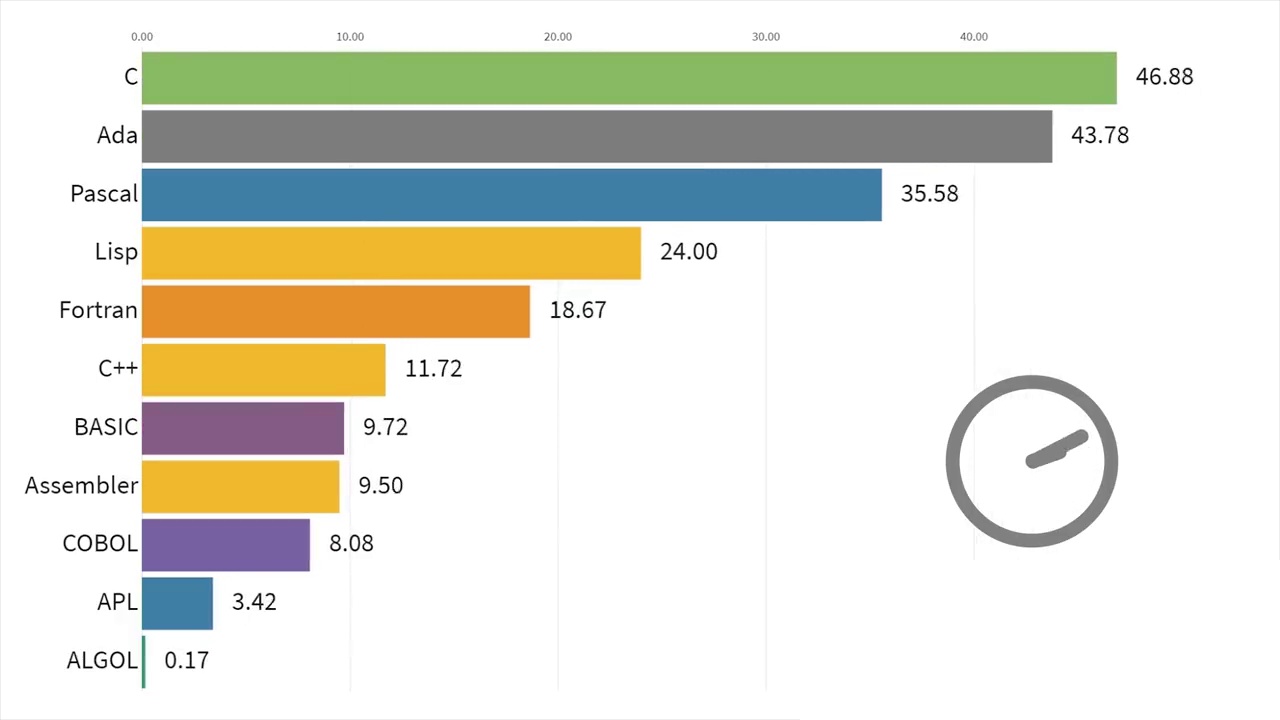 0.00 10.00 20.00 30.00 40.00
C 46.88
Ada 43.78
Pascal 35.58
Lisp 24.00
Fortran 18.67
C++ 11.72
BASIC 9.72
Assembler 9.50
COBOL 8.08
APL 3.42
ALGOL 0.17